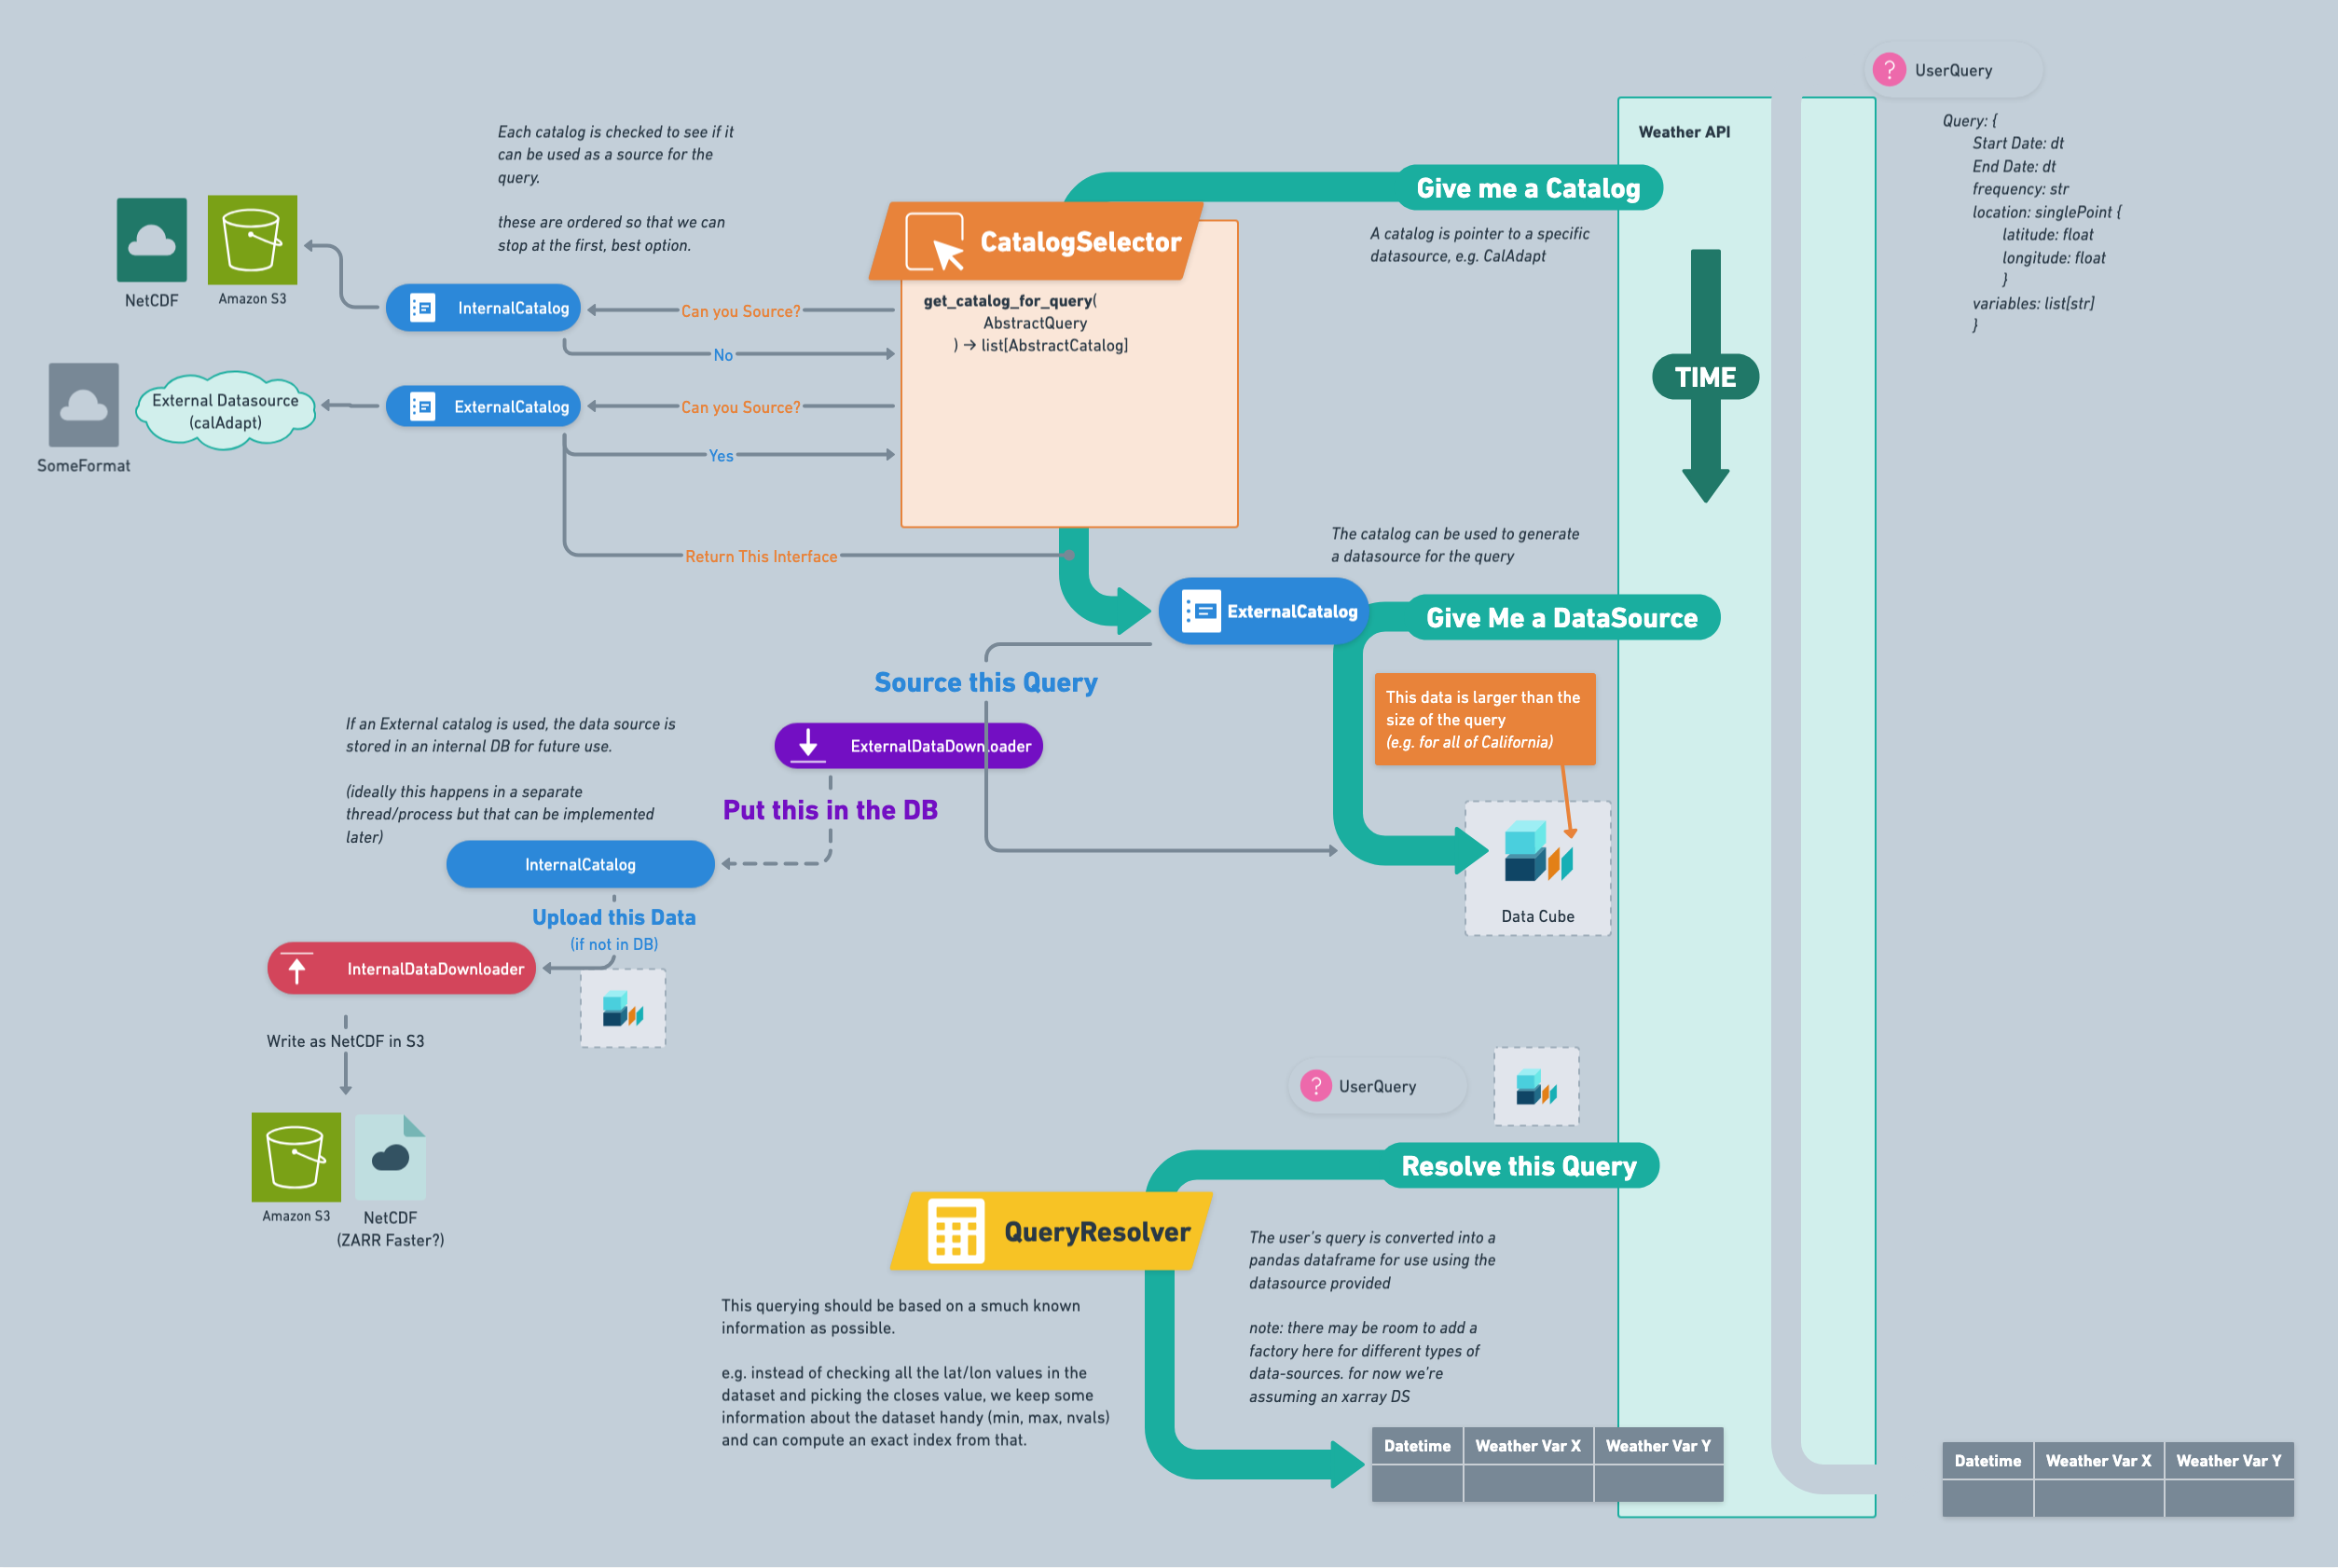 UserQuery
Query: {
Start Date: dt
End Date: dt
frequency: str
location: singlePoint {
latitude: float
longitude: float
}
variables: list[str]
}
Weather API
Give me a Catalog
A catalog is pointer to a specific
datasource, e.g. CalAdapt
TIME
Each catalog is checked to see if it
can be used as a source for the
query.
these are ordered so that we can
stop at the first, best option.
CatalogSelector
get_catalog_for_query(
AbstractQuery
) → list[AbstractCatalog]
NetCDF
Amazon S3
InternalCatalog
Can you Source?
No
SomeFormat
External Datasource
(calAdapt)
ExternalCatalog
Can you Source?
Yes
Return This Interface
The catalog can be used to generate
a datasource for the query
ExternalCatalog
Give Me a DataSource
Source this Query
This data is larger than the
size of the query
(e.g. for all of California)
Data Cube
If an External catalog is used, the data source is
stored in an internal DB for future use.
(ideally this happens in a separate
thread/process but that can be implemented
later)
ExternalDataDownloader
Put this in the DB
InternalCatalog
Upload this Data
(if not in DB)
InternalDataDownloader
Write as NetCDF in S3
Amazon S3
NetCDF
(ZARR Faster?)
UserQuery
Resolve this Query
QueryResolver
The user's query is converted into a
pandas dataframe for use using the
datasource provided
note: there may be room to add a
factory here for different types of
data-sources. for now we're
assuming an xarray DS
This querying should be based on a smuch known
information as possible.
e.g. instead of checking all the lat/lon values in the
dataset and picking the closes value, we keep some
information about the dataset handy (min, max, nvals)
and can compute an exact index from that.
Datetime Weather Var X Weather Var Y
Datetime Weather Var X Weather Var Y